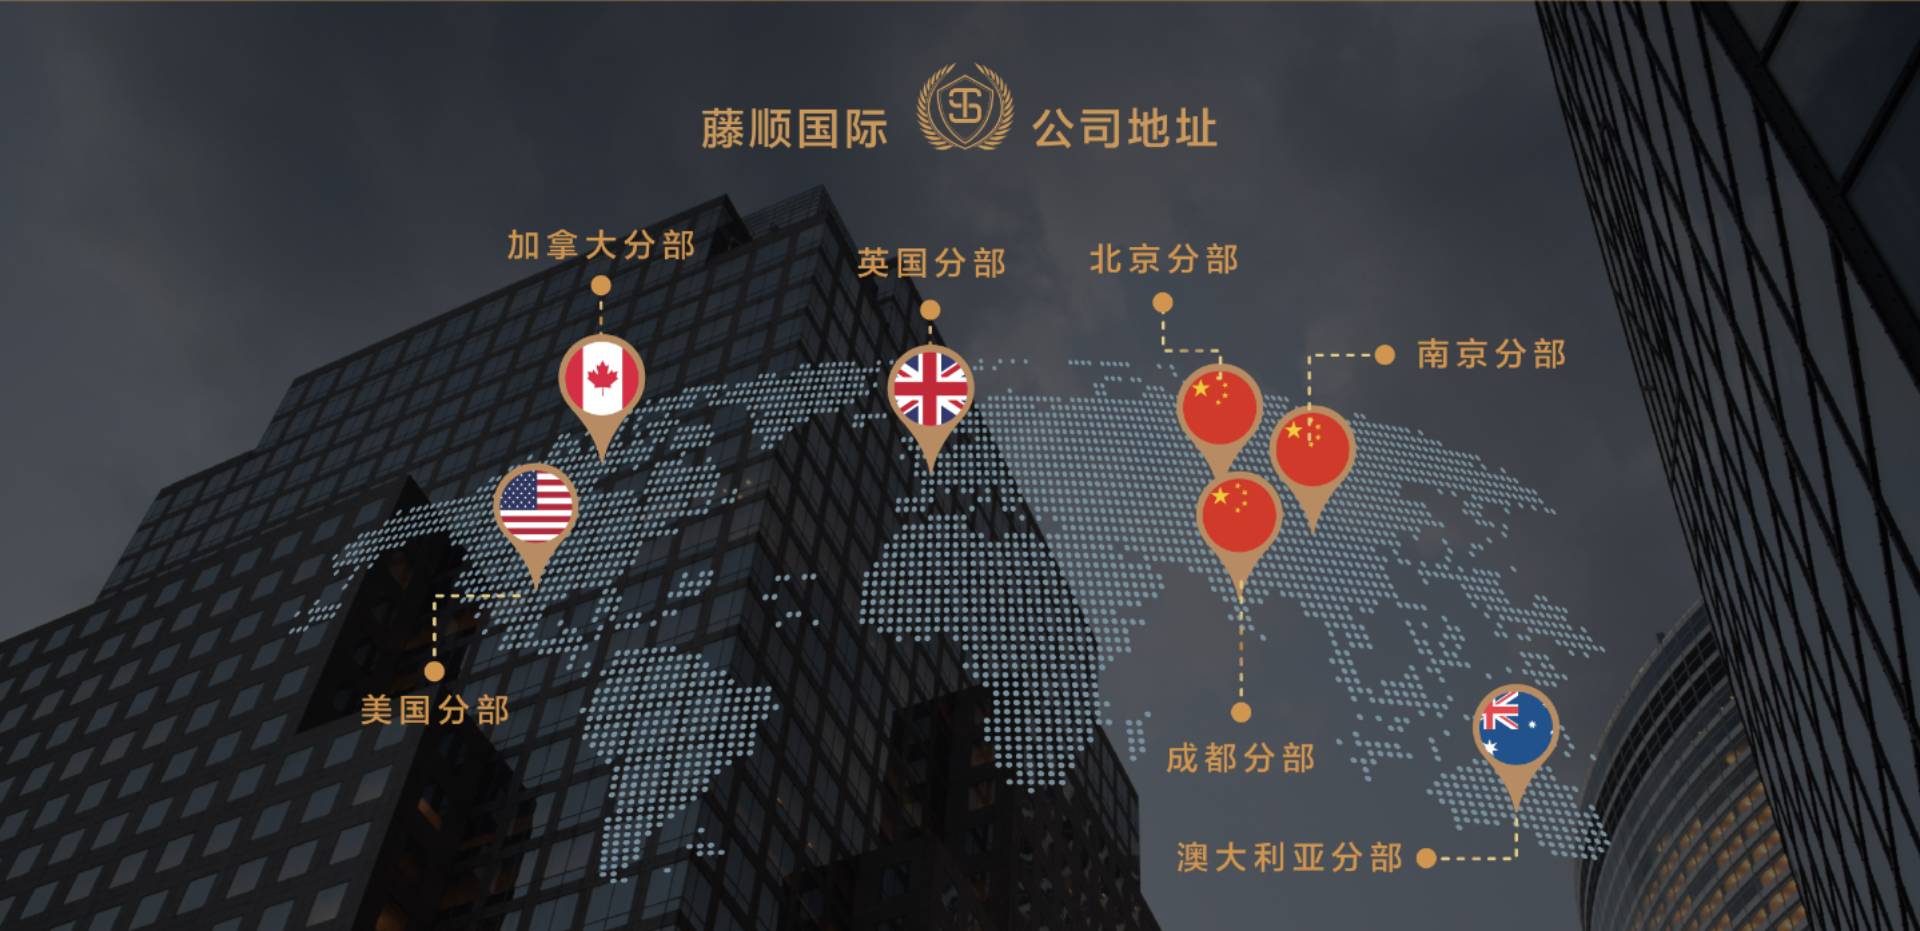 藤顺国际 公司地址
加拿大分部
英国分部
北京分部
南京分部
美国分部
成都分部
澳大利亚分部